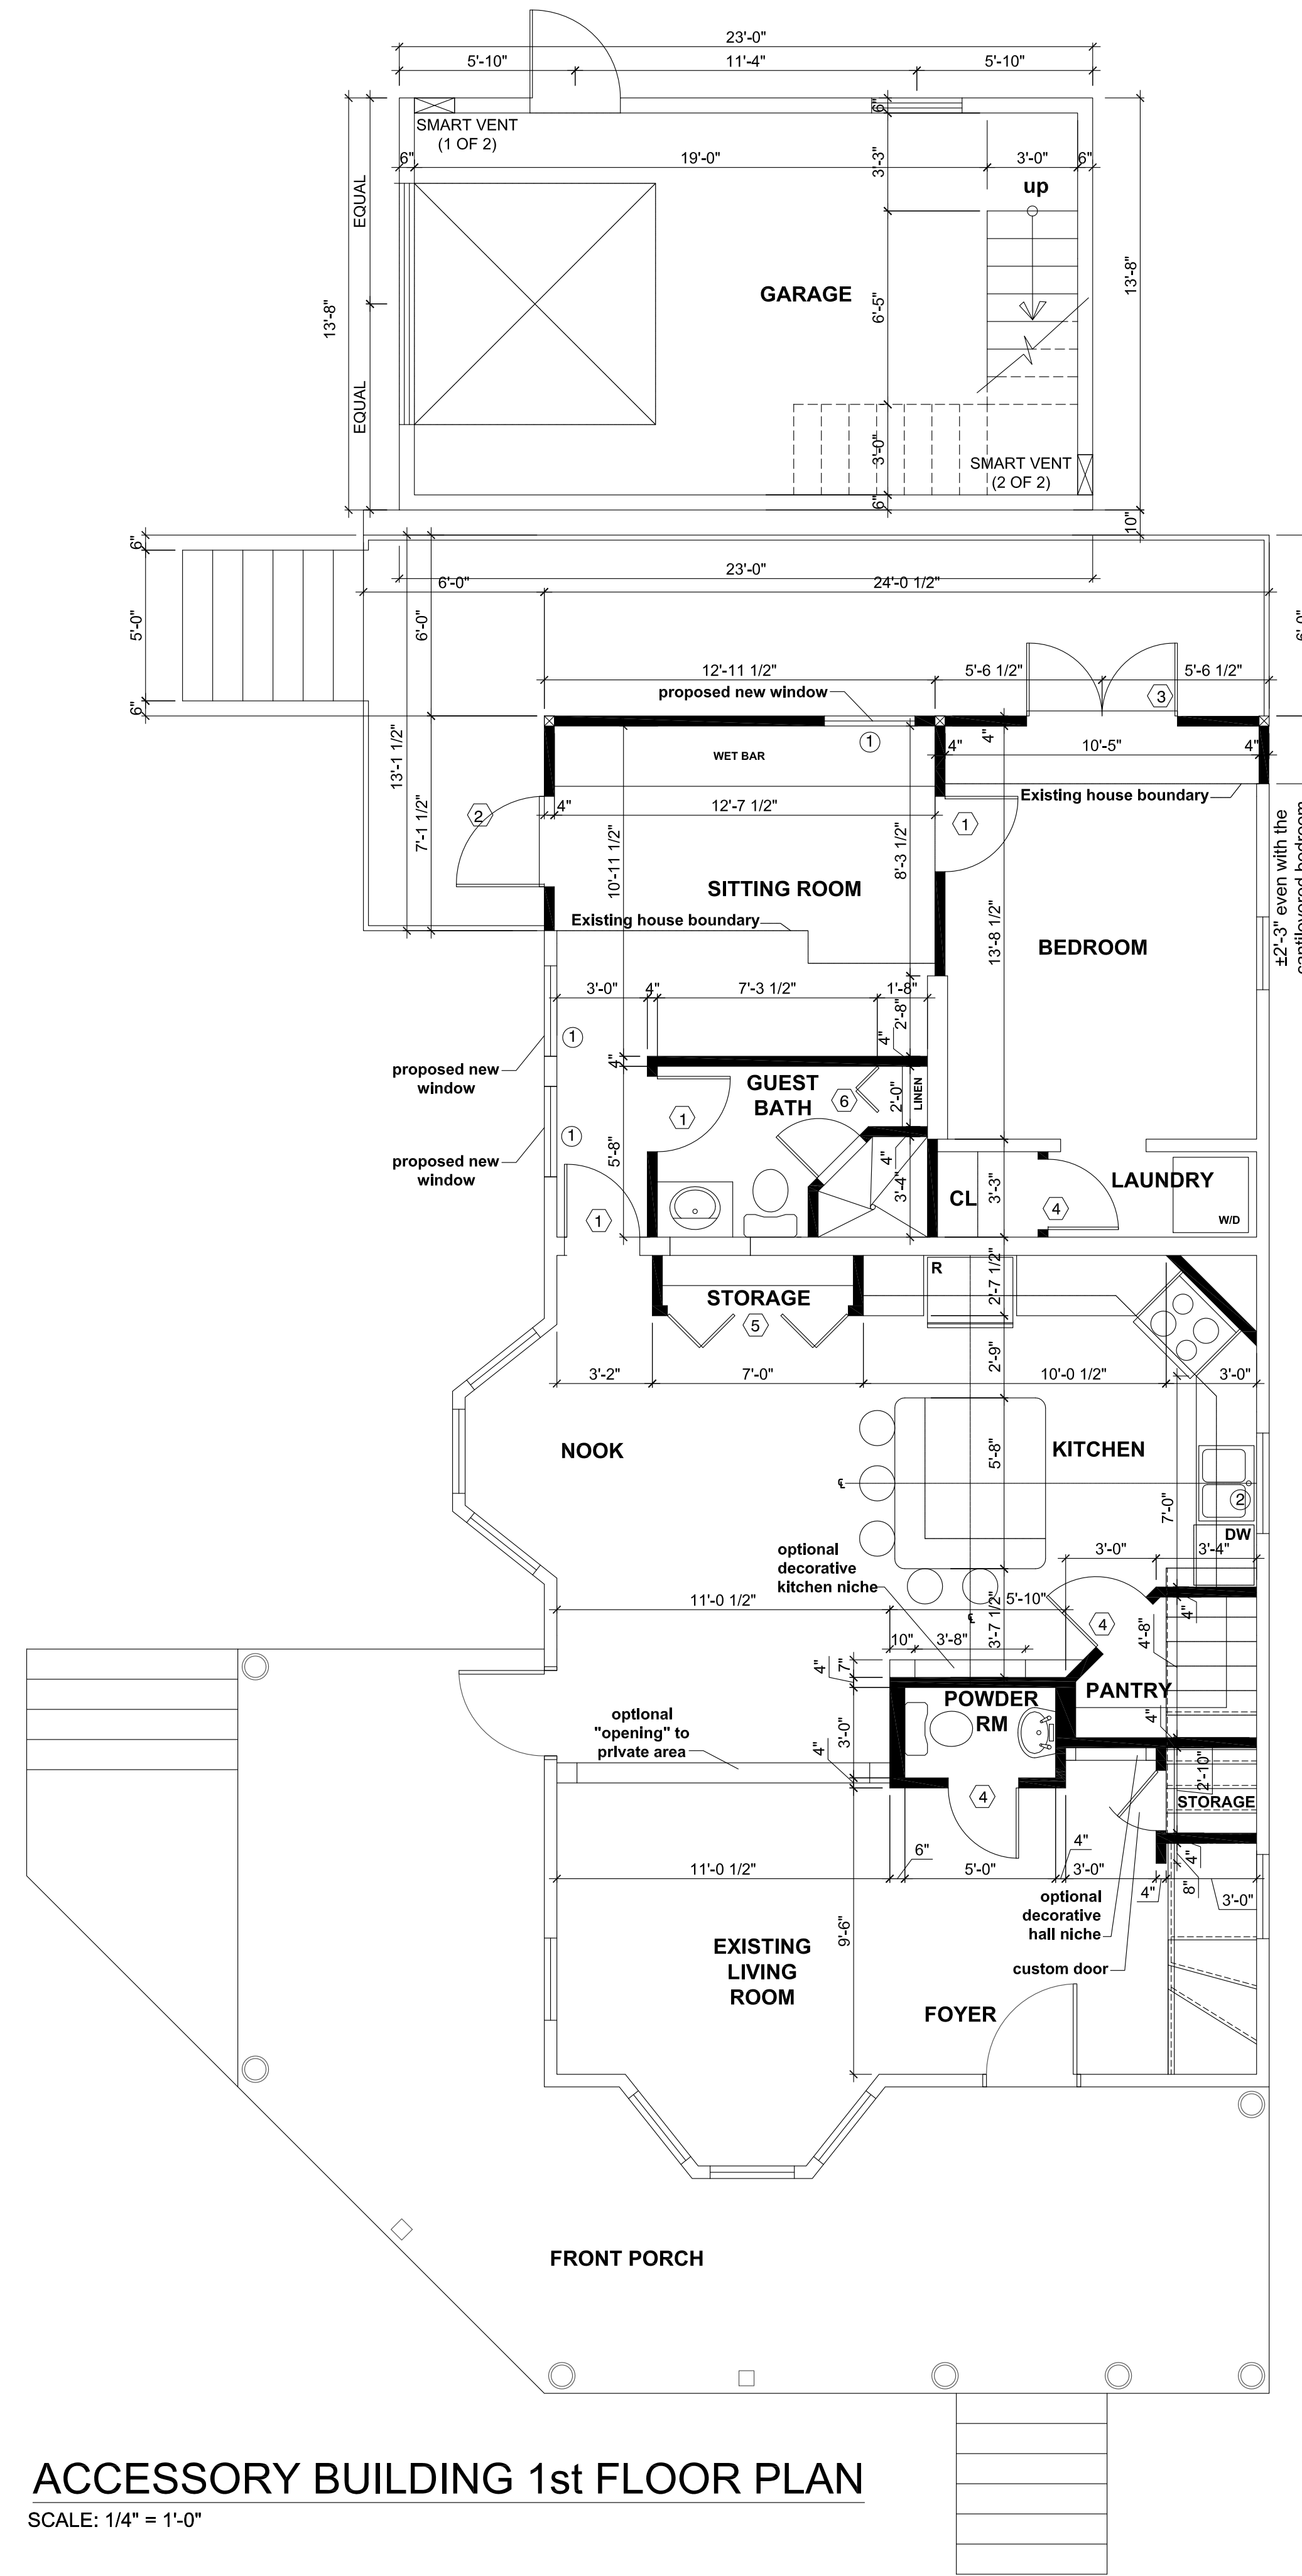 23'-0"
5'-10"
11'-4"
5'-10"
SMART VENT
(1 OF 2)
6"
6"
19'-0"
3'-3"
3'-0"
6"
up
EQUAL
GARAGE
13'-8"
6'-5"
13'-8"
EQUAL
3'-0"
SMART VENT
(2 OF 2)
6"
10"
6"
23'-0"
6'-0"
24'-0 1/2"
5'-0"
6'-0"
6'-0"
12'-11 1/2"
5'-6 1/2"
5'-6 1/2"
proposed new window
3
6"
1
4"
4"
10'-5"
4"
WET BAR
13'-1 1/2"
Existing house boundary
2
4"
12'-7 1/2"
1
7'-1 1/2"
8'-3 1/2"
10'-11 1/2"
±2'-3" even with the
cantilevered bedroom
SITTING ROOM
Existing house boundary
13'-8 1/2"
BEDROOM
3'-0"
4"
7'-3 1/2"
1'-8"
2'-8"
1
4"
4"
proposed new
window
GUEST
BATH
6
2'-0"
LINEN
1
1
5'-8"
4"
proposed new
window
3'-4"
CL
3'-3"
LAUNDRY
4
W/D
1
R
2'-7 1/2"
STORAGE
5
2'-9"
3'-2"
7'-0"
10'-0 1/2"
3'-0"
NOOK
KITCHEN
5'-8"
℄
7'-0"
2
DW
optional
decorative
kitchen niche
3'-0"
3'-4"
11'-0 1/2"
5'-10"
℄
3'-7 1/2"
4"
4
4'-8"
10"
3'-8"
4"
7"
POWDER
RM
PANTRY
4"
optional
"opening" to
private area
3'-0"
4"
2'-10"
4
STORAGE
6"
4"
11'-0 1/2"
5'-0"
3'-0"
4"
4"
8"
3'-0"
optional
decorative
hall niche
9'-6"
EXISTING
LIVING
ROOM
custom door
FOYER
FRONT PORCH
ACCESSORY BUILDING 1st FLOOR PLAN
SCALE: 1/4" = 1'-0"